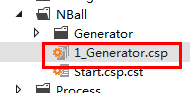 NBall
Generator
1_Generator.csp
Start.csp.cst
Process